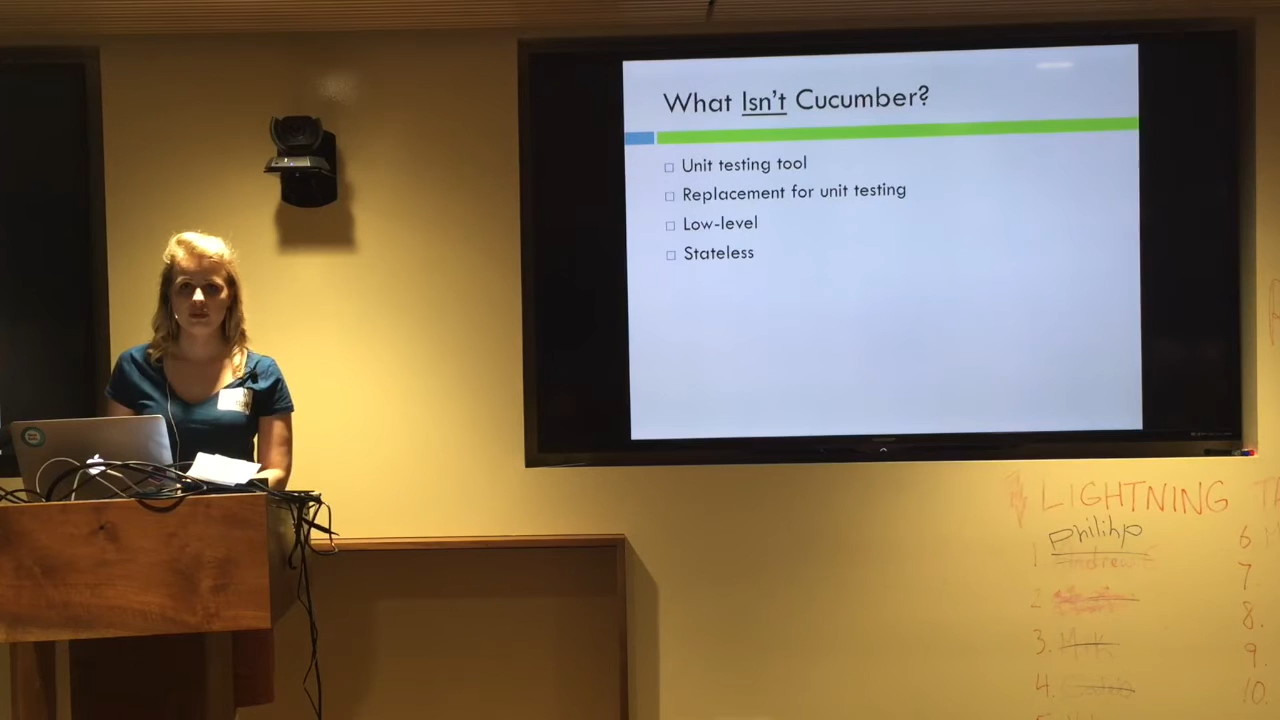 What Isn't Cucumber?
□ Unit testing tool
□ Replacement for unit testing
□ Low-level
□ Stateless
LIGHTNING
Philihp
1.
2
3.
4.
6
7.
8.
9.
10.